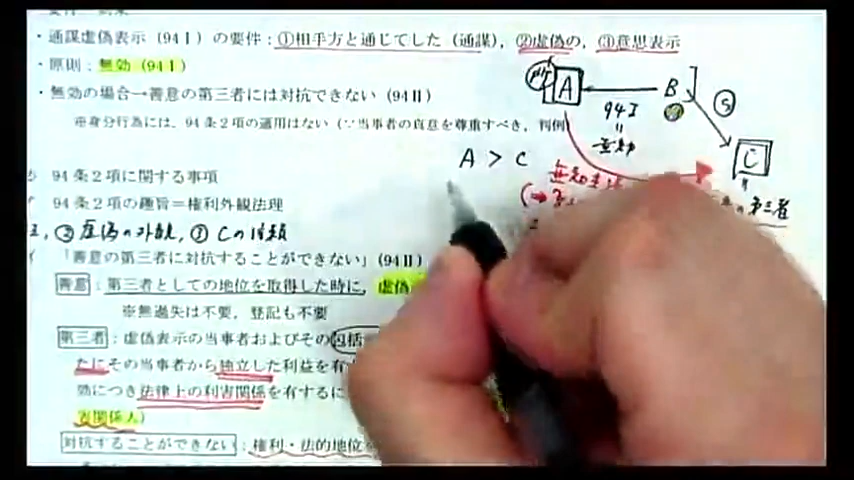 ・通謀虚偽表示（94Ⅰ）の要件：①相手方と通じてした（通謀），②虚偽の，③意思表示
・原則：無効（94Ⅰ）
・無効の場合→善意の第三者には対抗できない（94Ⅱ）
※身分行為には，94条2項の適用はない（∵当事者の真意を尊重すべき，判例）
A
B
94Ⅰ
無効
C
A > C
94条2項に関する事項
94条2項の趣旨＝権利外観法理
②虚偽の外観，③Cの信頼
の第三者
「善意の第三者に対抗することができない」（94Ⅱ）
善意：第三者としての地位を取得した時に，虚偽
※無過失は不要，登記も不要
第三者：虚偽表示の当事者およびその包括
たにその当事者から独立した利益を有
効につき法律上の利害関係を有するに
害関係人）
対抗することができない：権利・法的地位